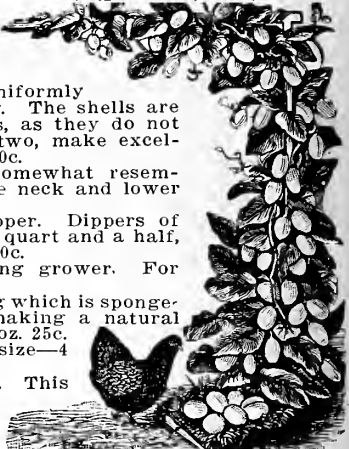 niformly
The shells are
as they do not
two, make excel-
0c.
omewhat resem-
neck and lower
pper. Dippers of
quart and a half,
0c.
ng grower. For
which is sponge-
making a natural
oz. 25c.
size—4
This